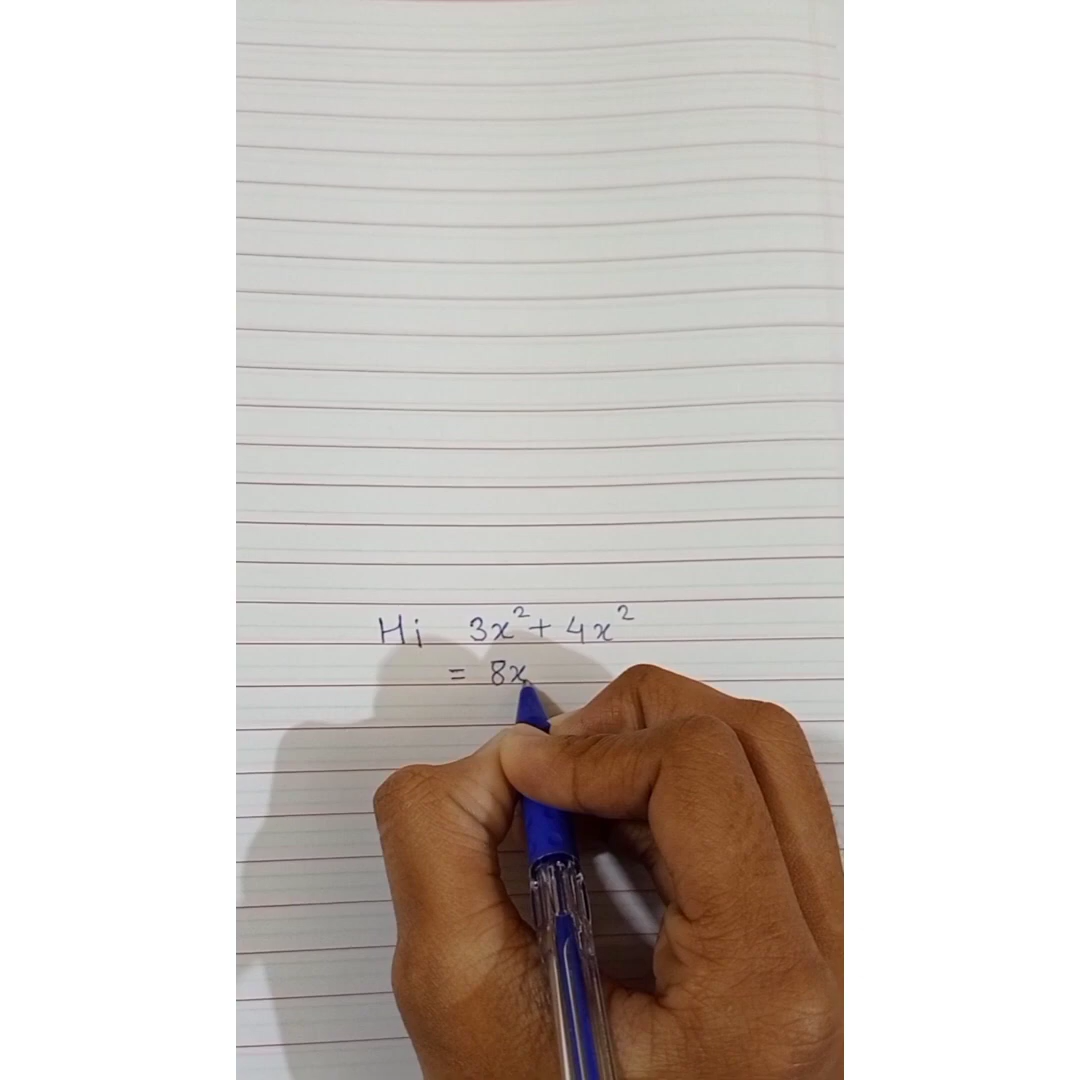 Hi 3x² + 4x²
= 8x